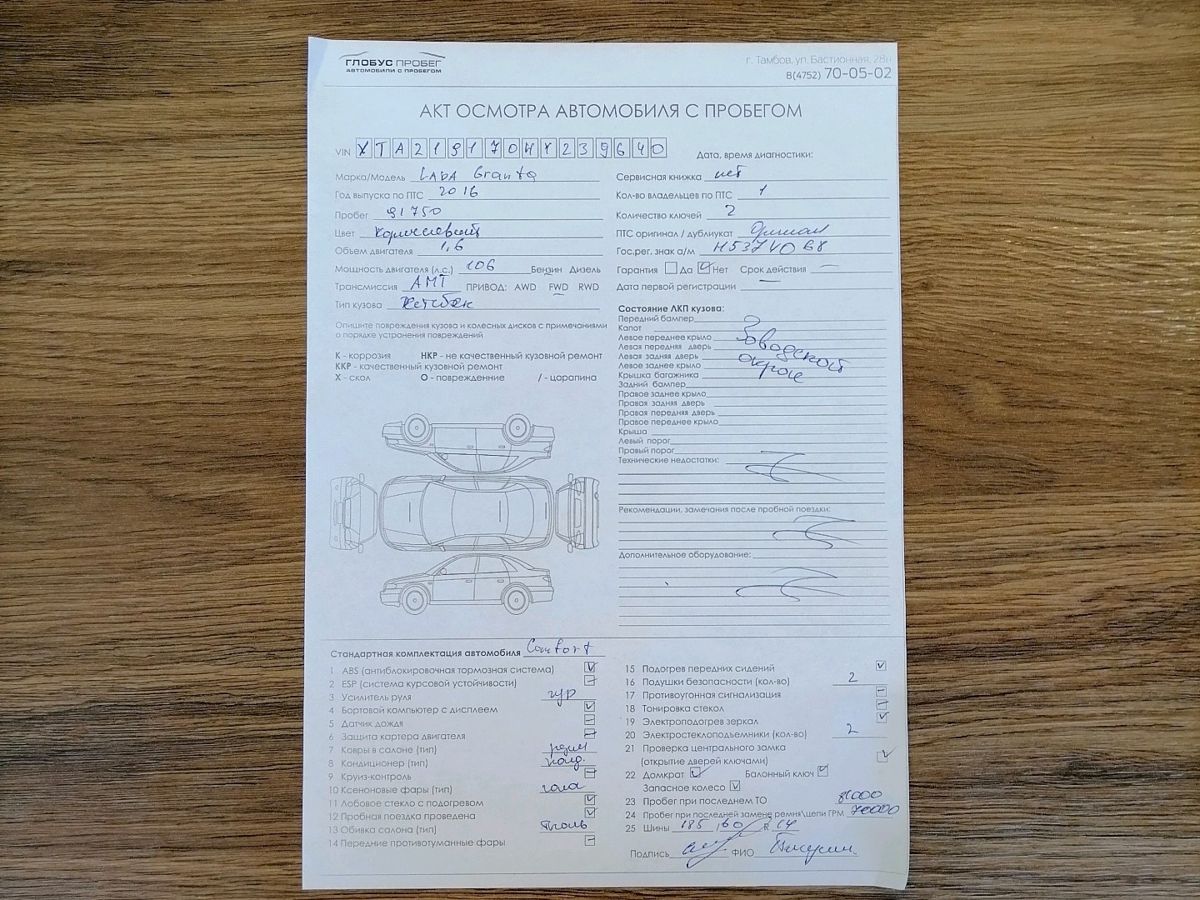 ГЛОБУС ПРОБЕГ
АВТОМОБИЛИ С ПРОБЕГОМ
г. Тамбов, ул. Бастионная, 28н
8(4752) 70-05-02
АКТ ОСМОТРА АВТОМОБИЛЯ С ПРОБЕГОМ
VIN XTA219170HY239640
Дата, время диагностики:
Марка/Модель LADA Granta
Год выпуска по ПТС 2016
Пробег 91750
Цвет Коричневый
Объем двигателя 1,6
Мощность двигателя (л.с.) 106 Бензин Дизель
Трансмиссия АМТ ПРИВОД: AWD FWD RWD
Тип кузова Хетчбек
Сервисная книжка нет
Кол-во владельцев по ПТС 1
Количество ключей 2
ПТС оригинал / дубликат
Гос.рег. знак а/м Н537УО68
Гарантия Да Нет Срок действия —
Дата первой регистрации —
Опишите повреждения кузова и колесных дисков с примечаниями
о порядке устронения повреждений
К - коррозия НКР - не качественный кузовной ремонт
ККР - качественный кузовной ремонт
Х - скол О - повреждение / - царапина
Состояние ЛКП кузова:
Передний бампер
Капот
Левое переднее крыло
Левая передняя дверь
Левая задняя дверь
Левое заднее крыло
Крышка багажника
Задний бампер
Правое заднее крыло
Правая задняя дверь
Правая передняя дверь
Правое переднее крыло
Крыша
Левый порог
Правый порог
Заводской
окрас
Технические недостатки:
Рекомендации, замечания после пробной поездки:
Дополнительное оборудование:
Стандартная комплектация автомобиля Comfort
1 ABS (антиблокировочная тормозная система)
2 ESP (система курсовой устойчивости)
3 Усилитель руля гур
4 Бортовой компьютер с дисплеем
5 Датчик дождя
6 Защита картера двигателя
7 Ковры в салоне (тип)
8 Кондиционер (тип) конд.
9 Круиз-контроль
10 Ксеноновые фары (тип)
11 Лобовое стекло с подогревом
12 Пробная поездка проведена
13 Обивка салона (тип)
14 Передние противотуманные фары
15 Подогрев передних сидений
16 Подушки безопасности (кол-во) 2
17 Противоугонная сигнализация
18 Тонировка стекол
19 Электроподогрев зеркал
20 Электростеклоподъемники (кол-во) 2
21 Проверка центрального замка
(открытие дверей ключами)
22 Домкрат Балонный ключ
Запасное колесо
23 Пробег при последнем ТО 81000
24 Пробег при последней замене ремня\цепи ГРМ 70000
25 Шины 185 / 60 R 14
Подпись ФИО